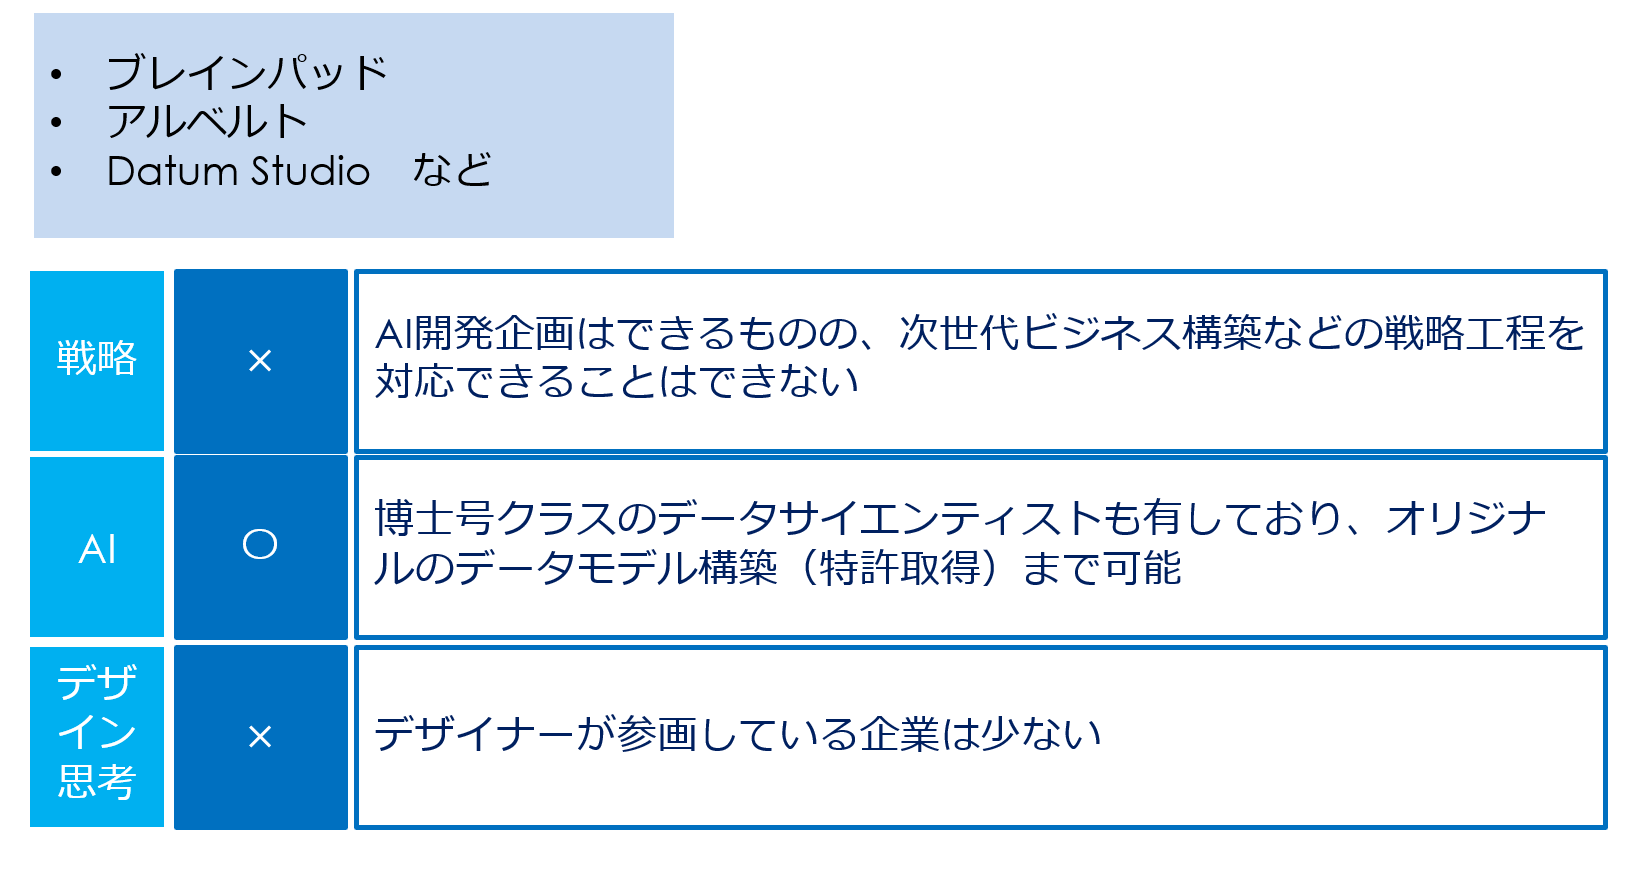 • ブレインパッド
• アルベルト
• Datum Studio　など
戦略
×
AI開発企画はできるものの、次世代ビジネス構築などの戦略工程を
対応できることはできない
AI
〇
博士号クラスのデータサイエンティストも有しており、オリジナ
ルのデータモデル構築（特許取得）まで可能
デザ
イン
思考
×
デザイナーが参画している企業は少ない